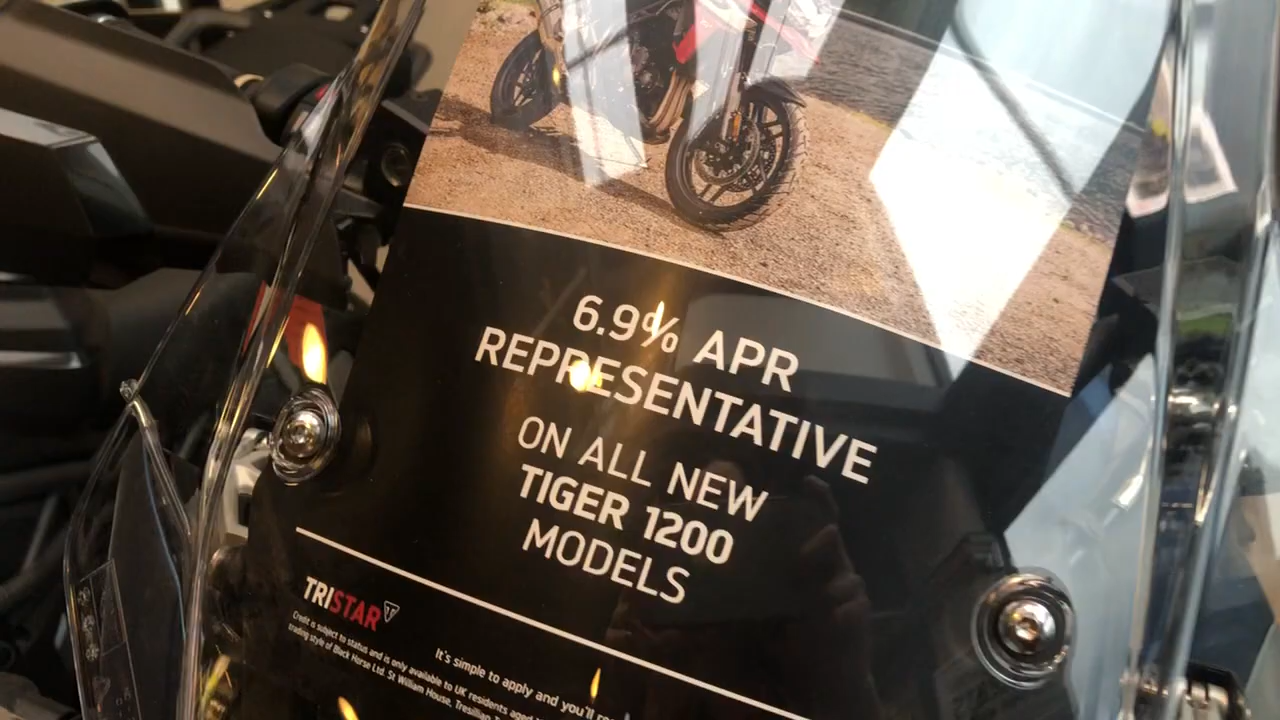 6.9% APR
REPRESENTATIVE
ON ALL NEW
TIGER 1200
MODELS
TRISTAR
It's simple to apply and you'll
Credit is subject to status and is only available to UK residents aged
trading style of Black Horse Ltd. St William House, Tresillian